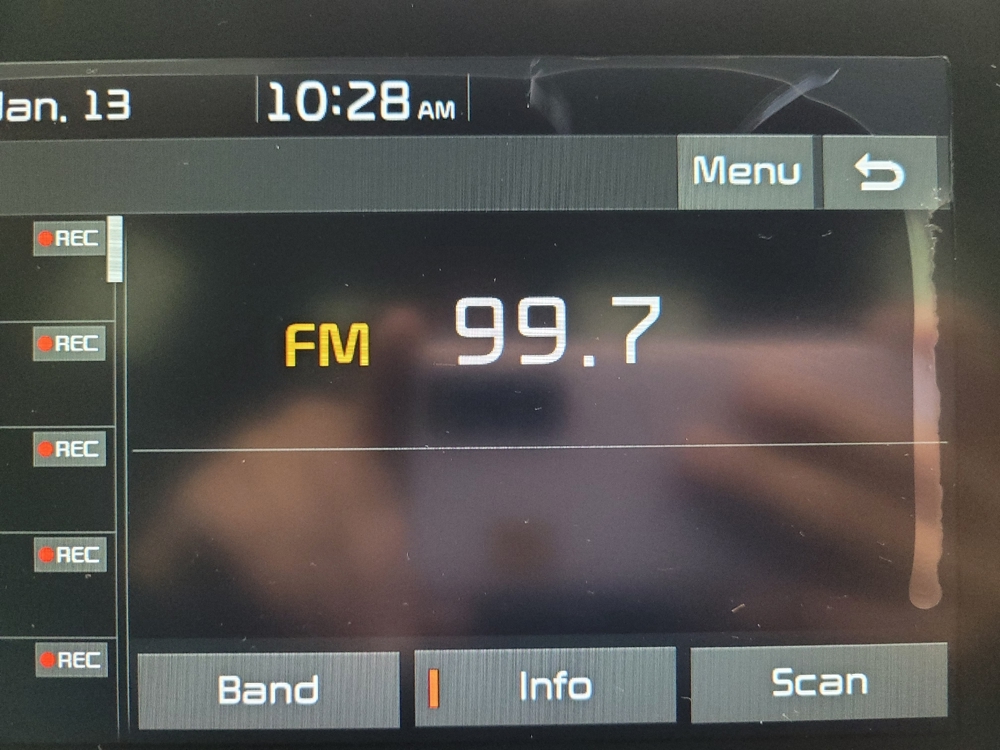 Jan. 13 10:28 AM
Menu
REC
REC
FM 99.7
REC
REC
REC
Band Info Scan